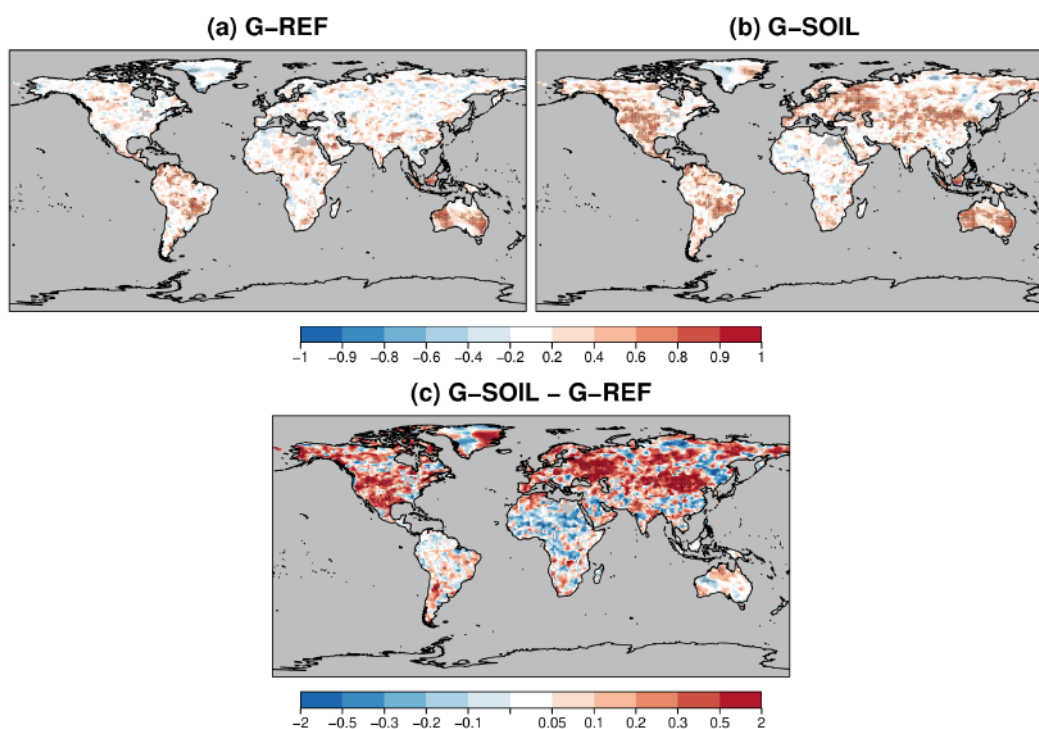 (a) G−REF
(b) G−SOIL
−1 −0.9 −0.8 −0.6 −0.4 −0.2 0.2 0.4 0.6 0.8 0.9 1
(c) G−SOIL − G−REF
−2 −0.5 −0.3 −0.2 −0.1 0.05 0.1 0.2 0.3 0.5 2